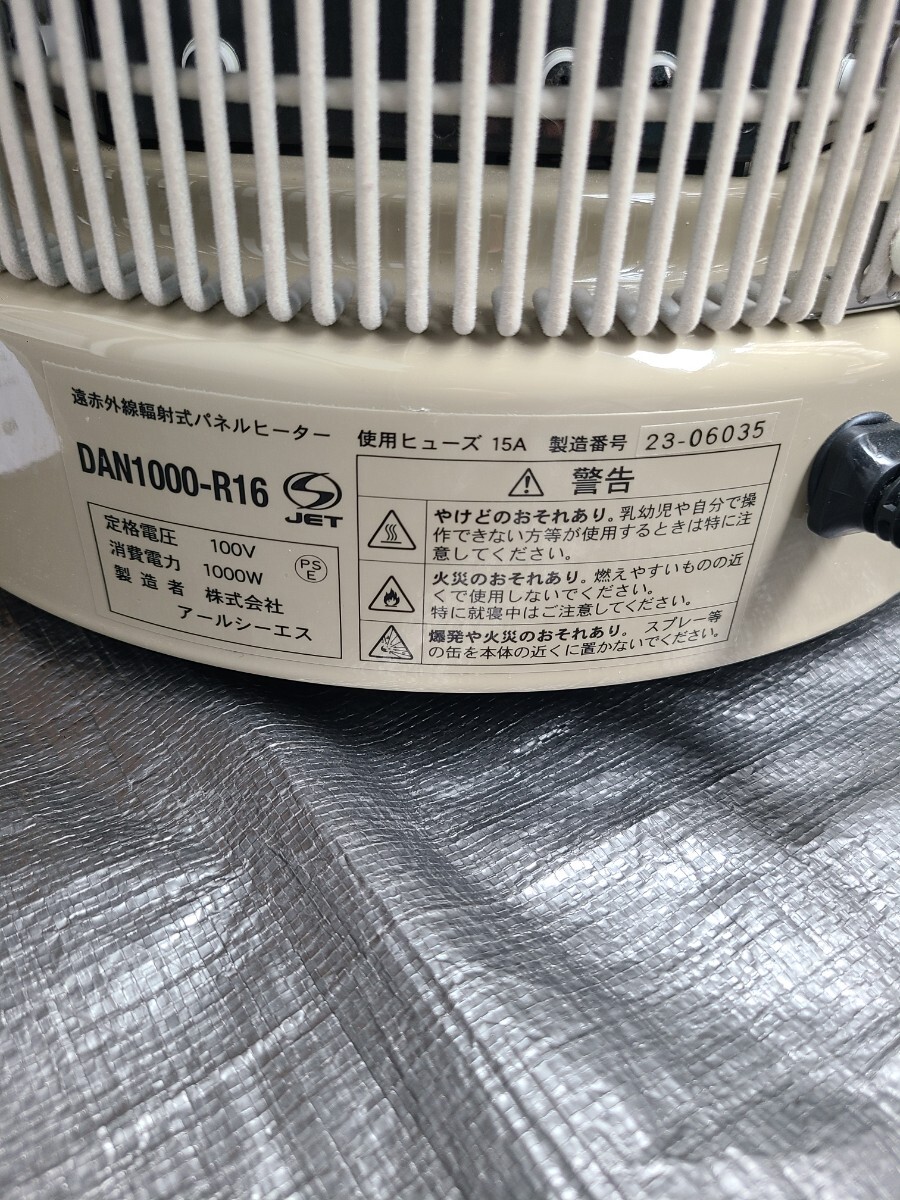 遠赤外線輻射式パネルヒーター
DAN1000-R16
JET
定格電圧 100V
消費電力 1000W
PS
E
製造者 株式会社
アールシーエス
使用ヒューズ 15A 製造番号 23-06035
警告
やけどのおそれあり。乳幼児や自分で操
作できない方等が使用するときは特に注
意してください。
火災のおそれあり。燃えやすいものの近
くで使用しないでください。
特に就寝中はご注意してください。
爆発や火災のおそれあり。 スプレー等
の缶を本体の近くに置かないでください。